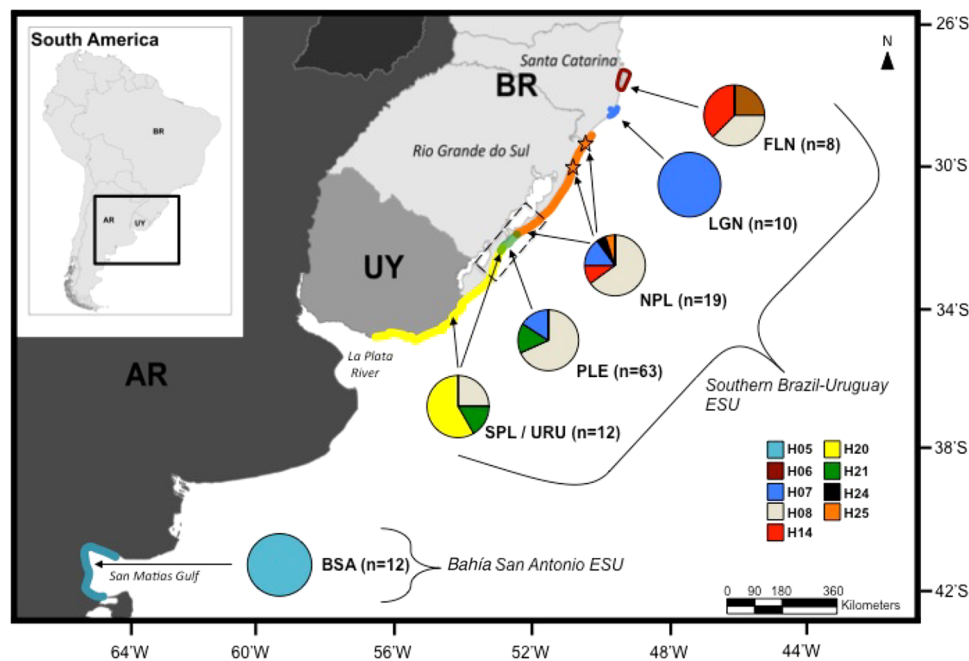 South America
BR
AR
UY
Santa Catarina
BR
Rio Grande do Sul
UY
AR
La Plata
River
San Matias Gulf
N
FLN (n=8)
LGN (n=10)
NPL (n=19)
PLE (n=63)
SPL / URU (n=12)
BSA (n=12)
Southern Brazil-Uruguay
ESU
Bahía San Antonio ESU
H05
H06
H07
H08
H14
H20
H21
H24
H25
0 90 180 360
Kilometers
26˚S
30˚S
34˚S
38˚S
42˚S
64˚W 60˚W 56˚W 52˚W 48˚W 44˚W